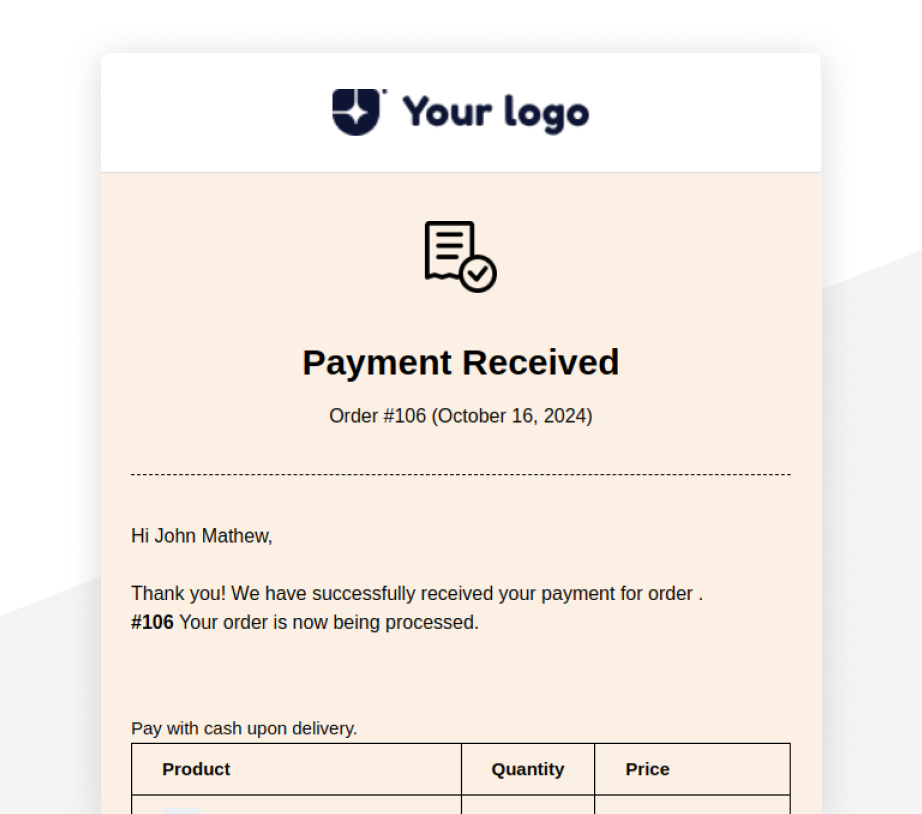 Your logo
Payment Received
Order #106 (October 16, 2024)
Hi John Mathew,
Thank you! We have successfully received your payment for order .
#106 Your order is now being processed.
Pay with cash upon delivery.
Product Quantity Price